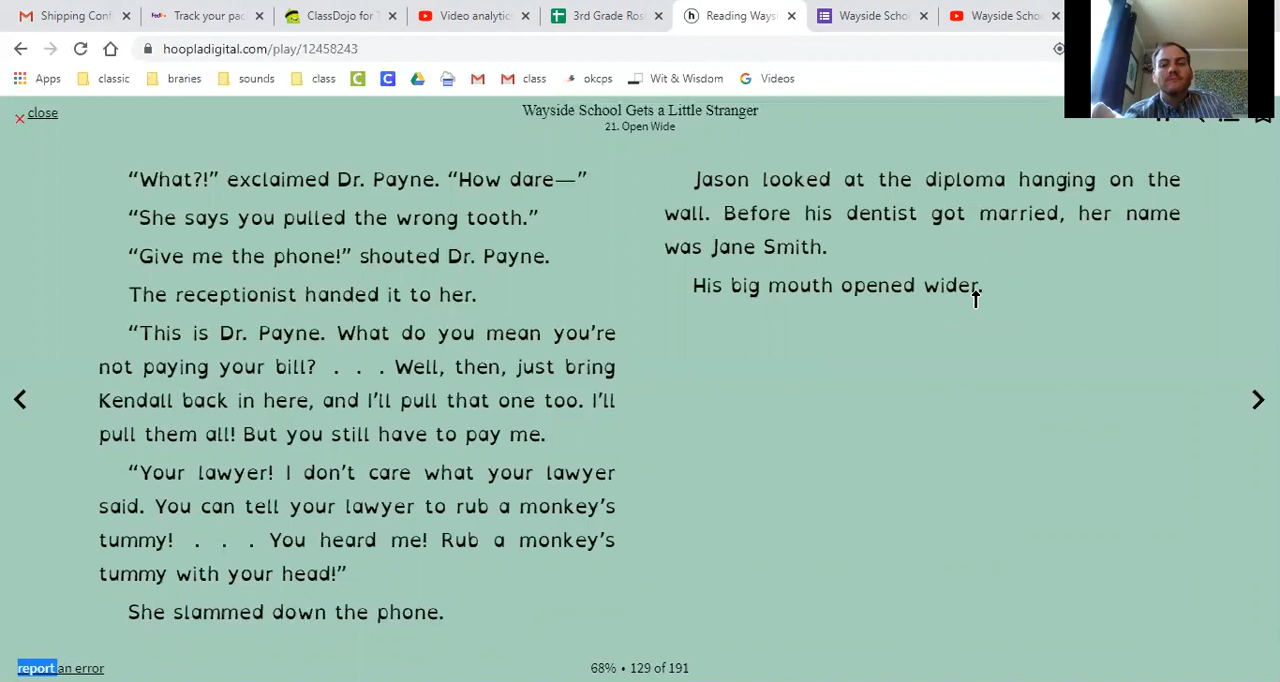 Shipping Conf
Track your pac
ClassDojo for T
Video analytic
3rd Grade Ros
Reading Ways
Wayside Schoo
Wayside Schoo
hoopladigital.com/play/12458243
Apps
classic
braries
sounds
class
class
okcps
Wit & Wisdom
Videos
close
Wayside School Gets a Little Stranger
21. Open Wide
“What?!” exclaimed Dr. Payne. “How dare—”
“She says you pulled the wrong tooth.”
“Give me the phone!” shouted Dr. Payne.
The receptionist handed it to her.
“This is Dr. Payne. What do you mean you’re
not paying your bill? . . . Well, then, just bring
Kendall back in here, and I’ll pull that one too. I’ll
pull them all! But you still have to pay me.
“Your lawyer! I don’t care what your lawyer
said. You can tell your lawyer to rub a monkey’s
tummy! . . . You heard me! Rub a monkey’s
tummy with your head!”
She slammed down the phone.
Jason looked at the diploma hanging on the
wall. Before his dentist got married, her name
was Jane Smith.
His big mouth opened wider.
report an error
68% • 129 of 191